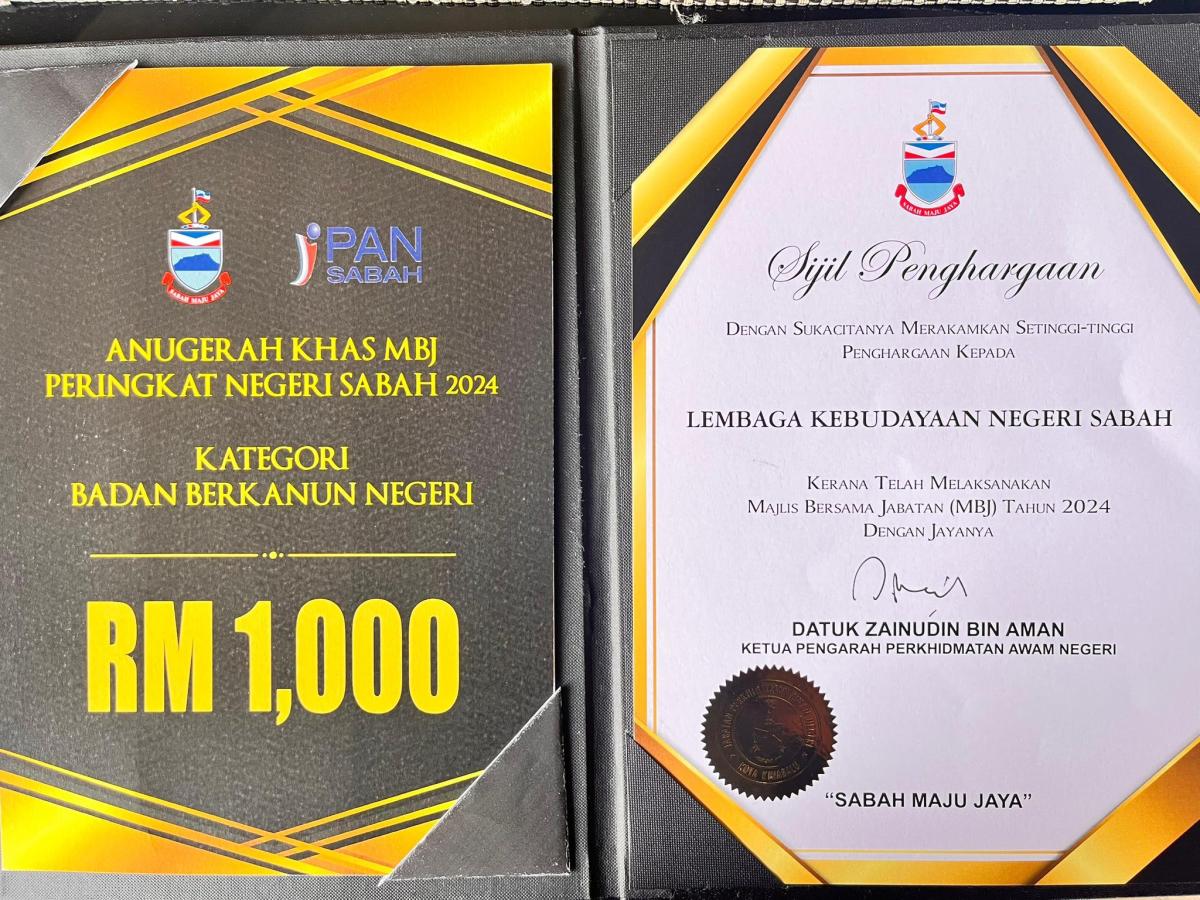 SABAH MAJU JAYA
PAN
SABAH
ANUGERAH KHAS MBJ
PERINGKAT NEGERI SABAH 2024
KATEGORI
BADAN BERKANUN NEGERI
RM 1,000
SABAH MAJU JAYA
Sijil Penghargaan
DENGAN SUKACITANYA MERAKAMKAN SETINGGI-TINGGI
PENGHARGAAN KEPADA
LEMBAGA KEBUDAYAAN NEGERI SABAH
KERANA TELAH MELAKSANAKAN
MAJLIS BERSAMA JABATAN (MBJ) TAHUN 2024
DENGAN JAYANYA
DATUK ZAINUDIN BIN AMAN
KETUA PENGARAH PERKHIDMATAN AWAM NEGERI
KOTA KINABALU
“SABAH MAJU JAYA”